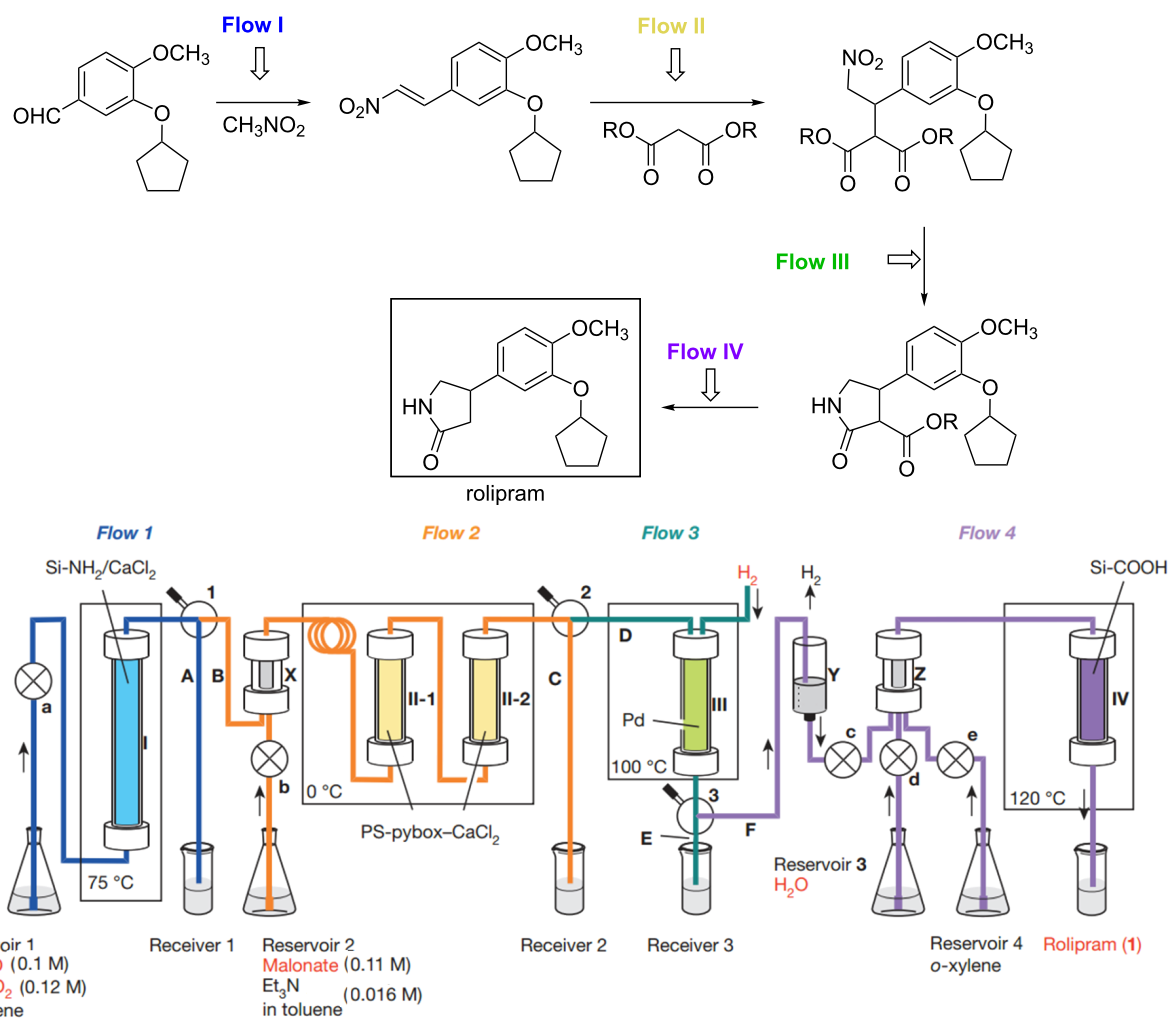 Flow I
Flow II
OCH3
OHC
O
CH3NO2
O2N
OCH3
O
RO
OR
O
O
NO2
OCH3
O
RO
OR
O
O
Flow III
Flow IV
OCH3
O
HN
O
rolipram
OCH3
O
HN
OR
O
O
Flow 1
Flow 2
Flow 3
Flow 4
Si-NH2/CaCl2
H2
H2
Si-COOH
1
2
A
B
X
C
D
a
I
II-1
II-2
III
Y
Z
IV
Pd
c
e
b
d
75 °C
0 °C
100 °C
120 °C
PS-pybox–CaCl2
3
E
F
Reservoir 3
H2O
oir 1
(0.1 M)
2 (0.12 M)
ene
Receiver 1
Reservoir 2
Malonate (0.11 M)
Et3N
(0.016 M)
in toluene
Receiver 2
Receiver 3
Reservoir 4
o-xylene
Rolipram (1)